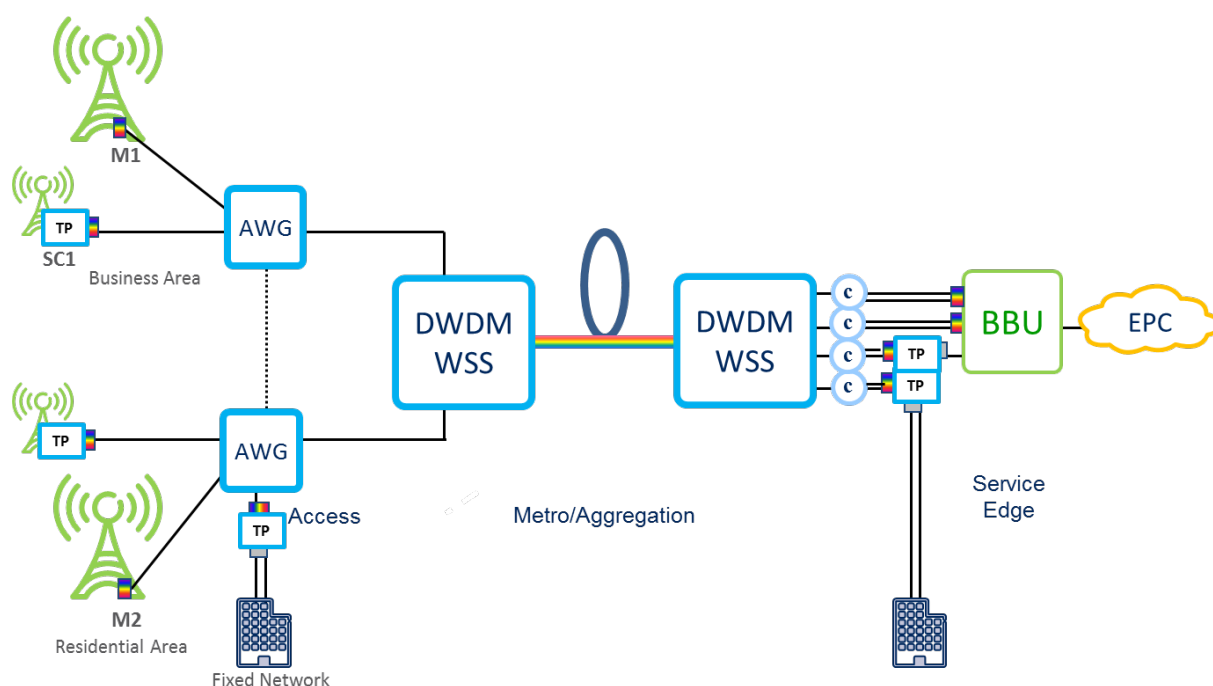 M1
AWG
TP
SC1
Business Area
DWDM
WSS
DWDM
WSS
c
c
c
c
TP
TP
BBU
EPC
TP
AWG
Access
TP
Metro/Aggregation
Service
Edge
M2
Residential Area
Fixed Network